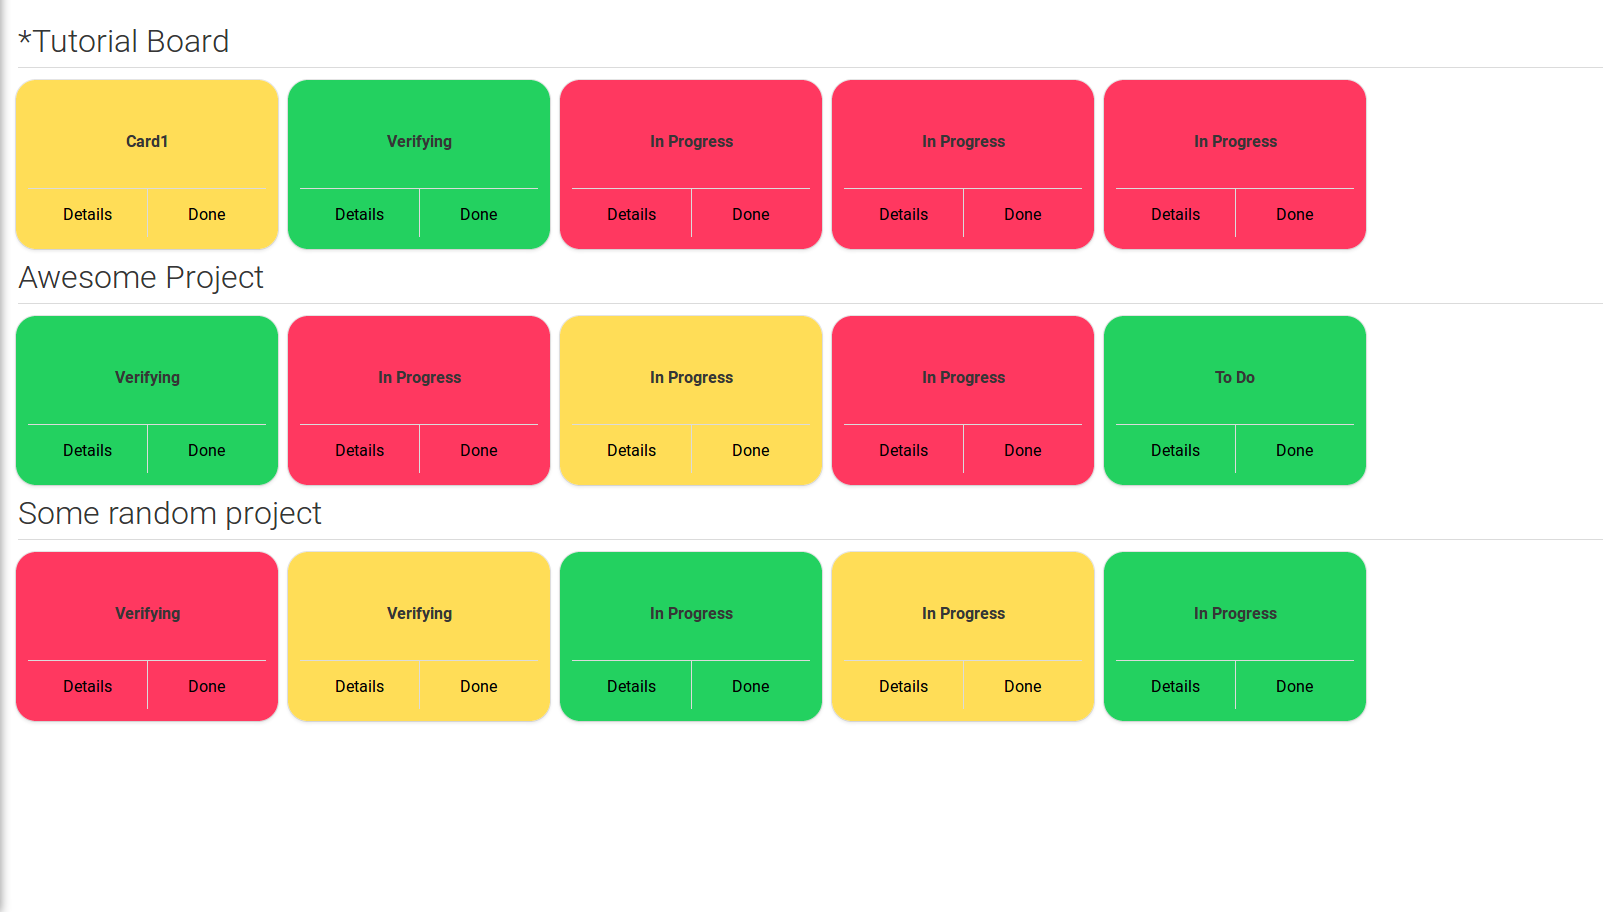 *Tutorial Board
Card1 Verifying In Progress In Progress In Progress
Details Done Details Done Details Done Details Done Details Done
Awesome Project
Verifying In Progress In Progress In Progress To Do
Details Done Details Done Details Done Details Done Details Done
Some random project
Verifying Verifying In Progress In Progress In Progress
Details Done Details Done Details Done Details Done Details Done